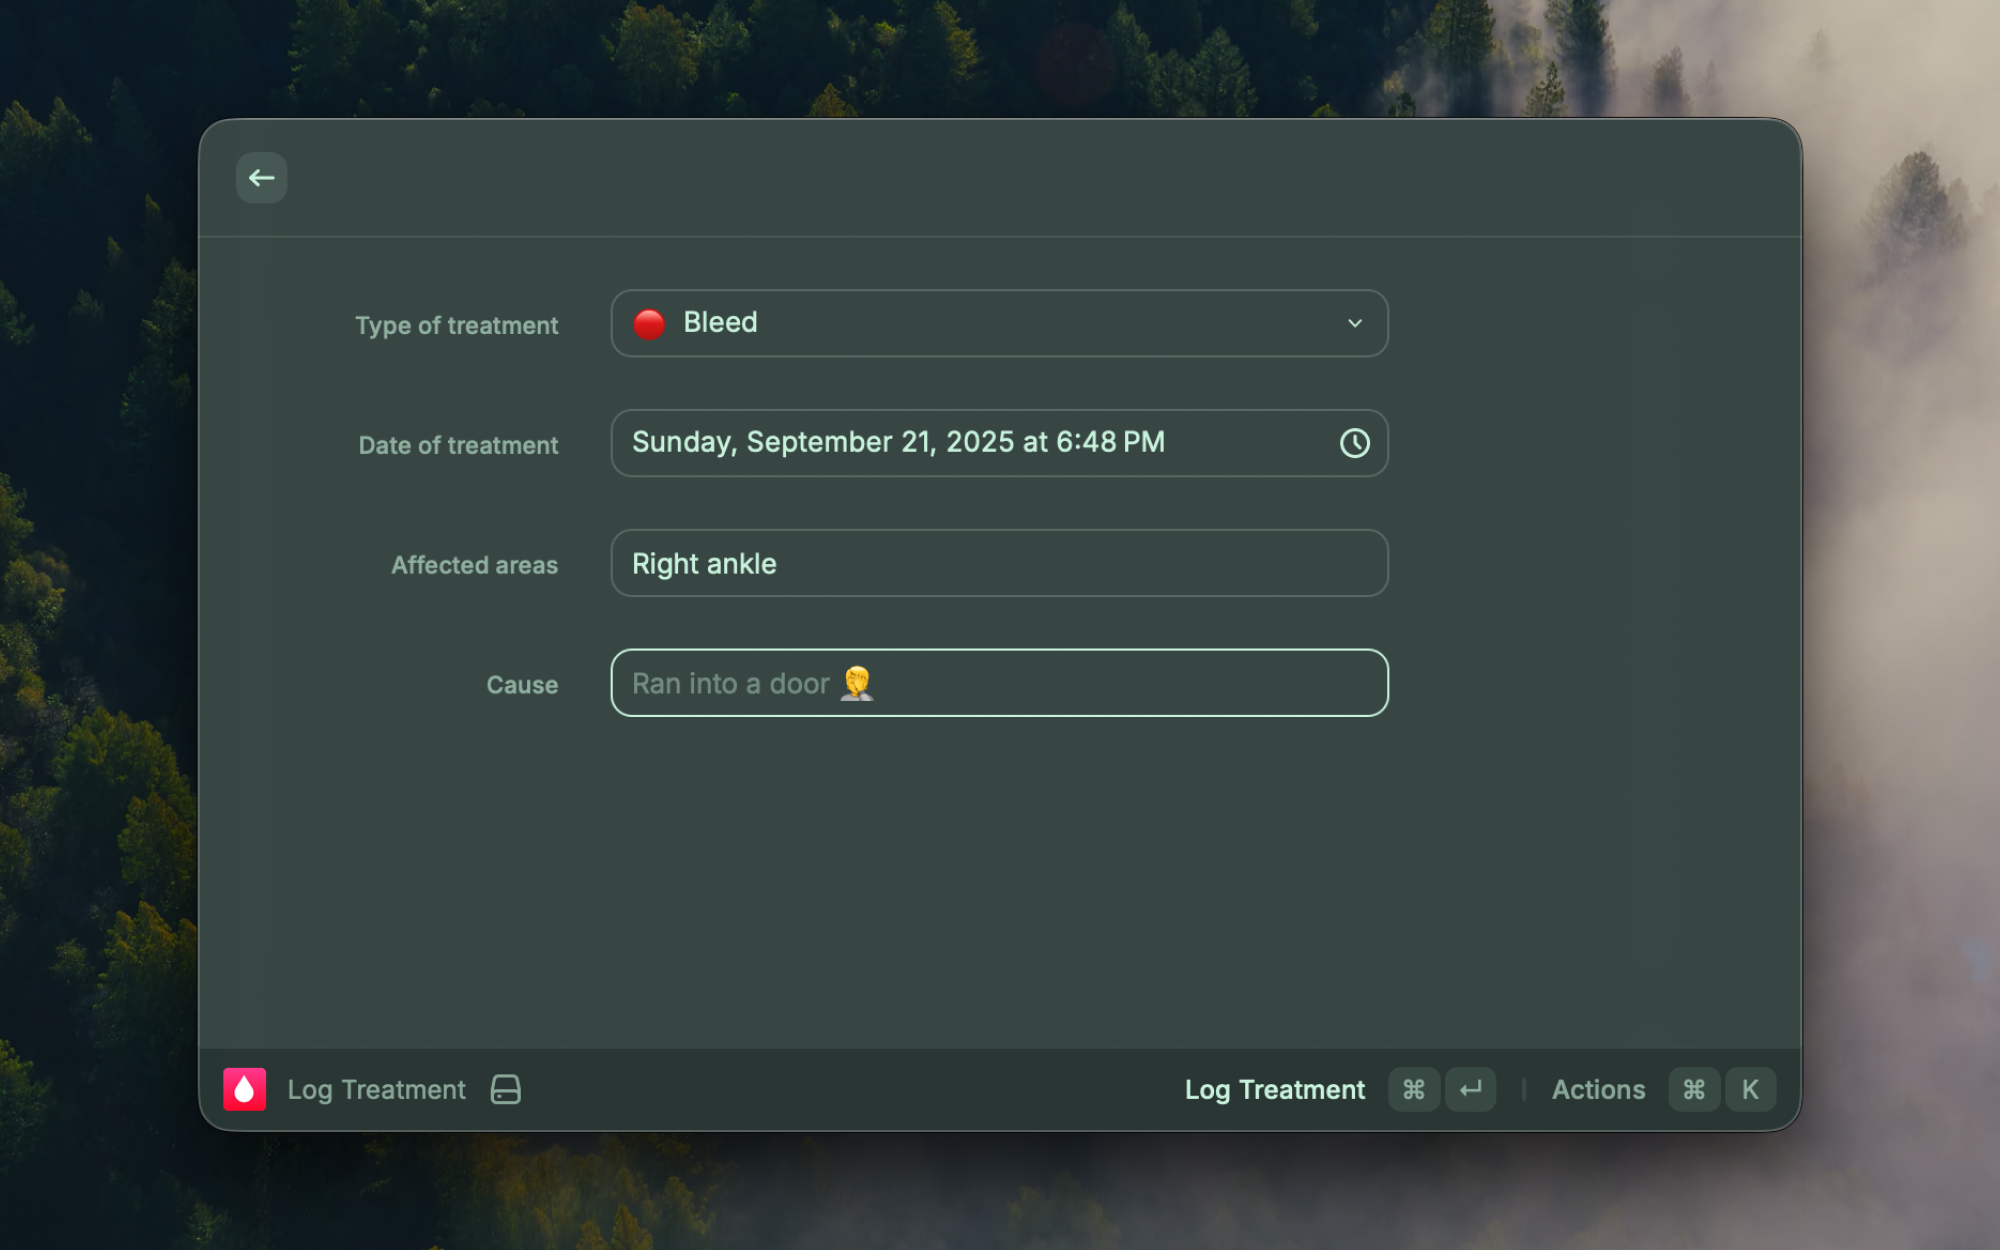 Type of treatment
🔴 Bleed
Date of treatment
Sunday, September 21, 2025 at 6:48 PM
Affected areas
Right ankle
Cause
Ran into a door 🤦
Log Treatment
Log Treatment ⌘ ↵ | Actions ⌘ K